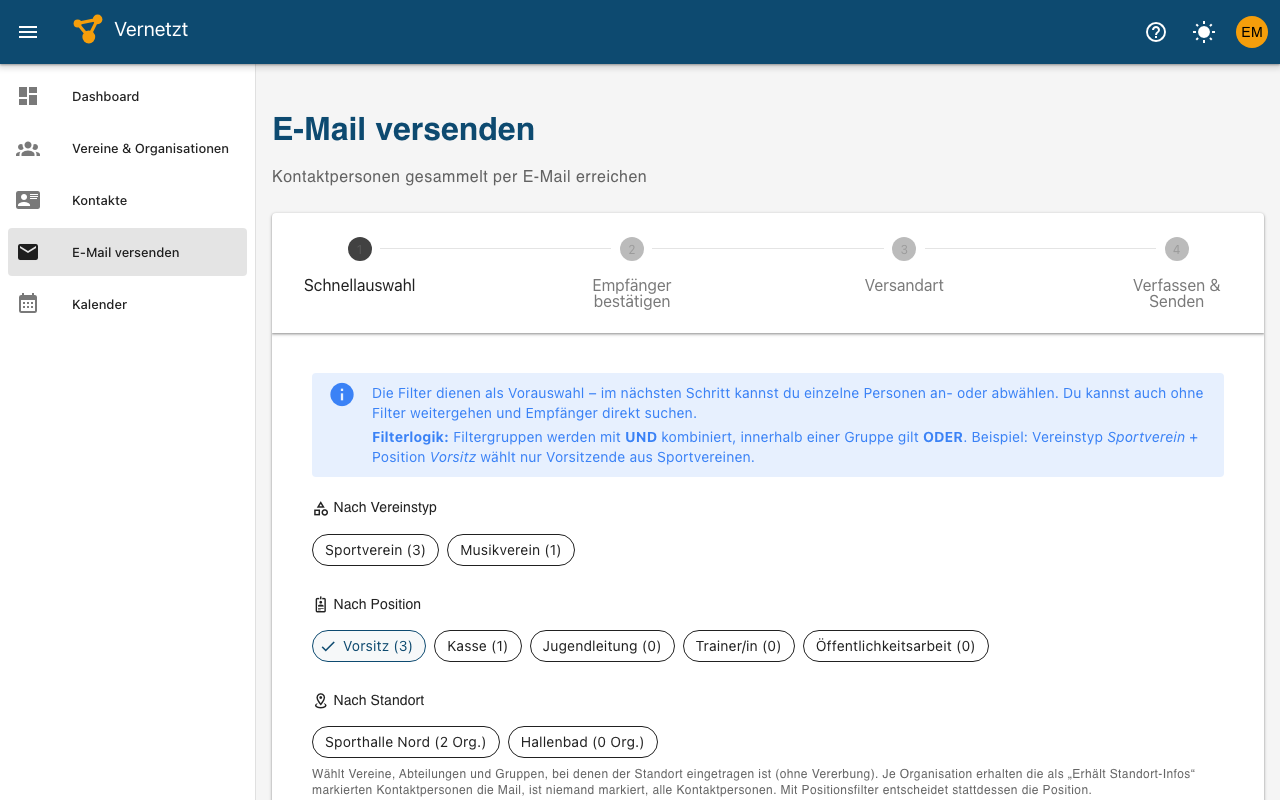 Vernetzt
EM
Dashboard
Vereine & Organisationen
Kontakte
E-Mail versenden
Kalender
E-Mail versenden
Kontaktpersonen gesammelt per E-Mail erreichen
1
Schnellauswahl
2
Empfänger
bestätigen
3
Versandart
4
Verfassen &
Senden
Die Filter dienen als Vorauswahl – im nächsten Schritt kannst du einzelne Personen an- oder abwählen. Du kannst auch ohne
Filter weitergehen und Empfänger direkt suchen.
Filterlogik: Filtergruppen werden mit UND kombiniert, innerhalb einer Gruppe gilt ODER. Beispiel: Vereinstyp Sportverein +
Position Vorsitz wählt nur Vorsitzende aus Sportvereinen.
Nach Vereinstyp
Sportverein (3) Musikverein (1)
Nach Position
Vorsitz (3) Kasse (1) Jugendleitung (0) Trainer/in (0) Öffentlichkeitsarbeit (0)
Nach Standort
Sporthalle Nord (2 Org.) Hallenbad (0 Org.)
Wählt Vereine, Abteilungen und Gruppen, bei denen der Standort eingetragen ist (ohne Vererbung). Je Organisation erhalten die als „Erhält Standort-Infos“
markierten Kontaktpersonen die Mail, ist niemand markiert, alle Kontaktpersonen. Mit Positionsfilter entscheidet stattdessen die Position.